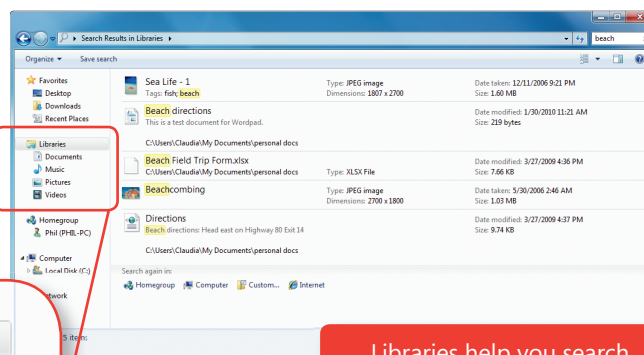 Search Results in Libraries
beach
Organize
Save search
Favorites
Desktop
Downloads
Recent Places
Libraries
Documents
Music
Pictures
Videos
Homegroup
Phil (PHIL-PC)
Computer
Local Disk (C:)
5 items
Sea Life - 1
Tags: fish; beach
Type: JPEG image
Dimensions: 1807 x 2700
Date taken: 12/11/2006 9:21 PM
Size: 1.60 MB
Beach directions
This is a test document for Wordpad.
C:\Users\Claudia\My Documents\personal docs
Date modified: 1/30/2010 11:21 AM
Size: 219 bytes
Beach Field Trip Form.xlsx
C:\Users\Claudia\My Documents\personal docs
Type: XLSX File
Date modified: 3/27/2009 4:36 PM
Size: 7.66 KB
Beachcombing
Type: JPEG image
Dimensions: 2700 x 1800
Date taken: 5/30/2006 2:46 AM
Size: 1.03 MB
Directions
Beach directions: Head east on Highway 80 Exit 14
C:\Users\Claudia\My Documents\personal docs
Date modified: 3/27/2009 4:37 PM
Size: 9.74 KB
Search again in:
Homegroup
Computer
Custom...
Internet
Libraries help you search